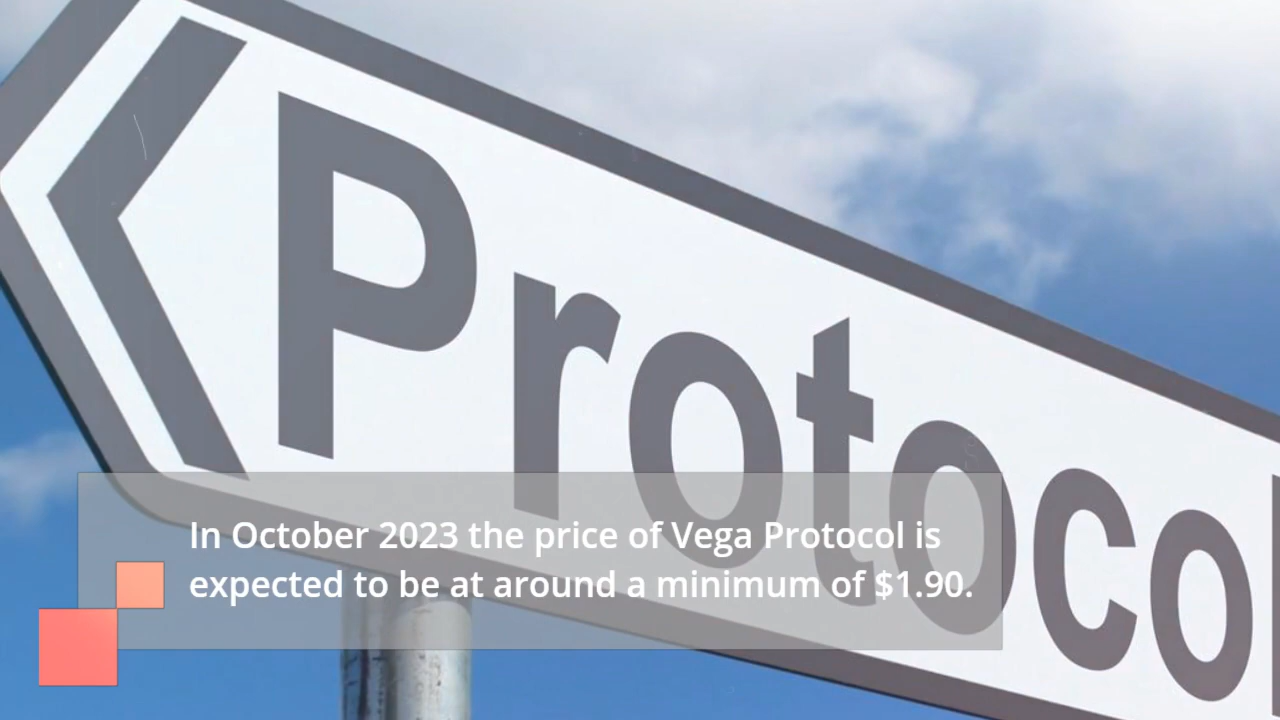 Protocol
In October 2023 the price of Vega Protocol is
expected to be at around a minimum of $1.90.